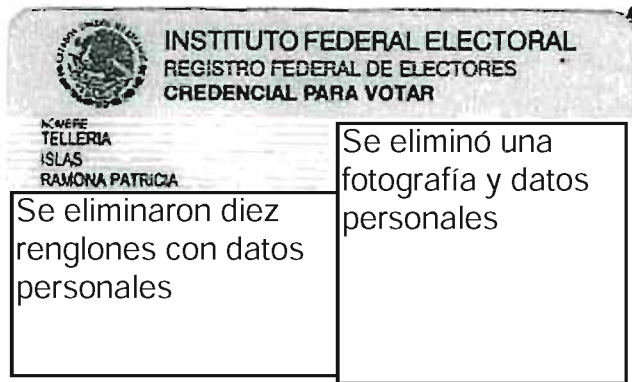 INSTITUTO FEDERAL ELECTORAL
REGISTRO FEDERAL DE ELECTORES
CREDENCIAL PARA VOTAR
NOMBRE
TELLERIA
ISLAS
RAMONA PATRICIA
Se eliminaron diez
renglones con datos
personales
Se eliminó una
fotografía y datos
personales